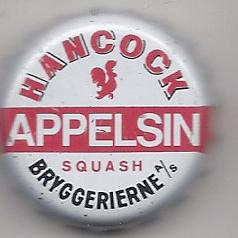 HANCOCK
APPELSIN
SQUASH
BRYGGERIERNE A/S